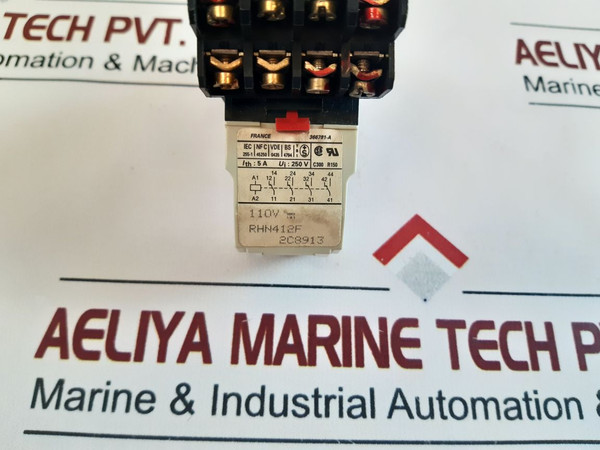 TECH PVT.
omation & Mach
AELIYA
Marine
FRANCE
IEC NFC VDE BS
Ith : 5 A Ui : 250 V C300 R150
14 24 34 44
A1 12 22 32 42
A2 11 21 31 41
110V
RHN412F
2C8913
AELIYA MARINE TECH P
Marine & Industrial Automation &